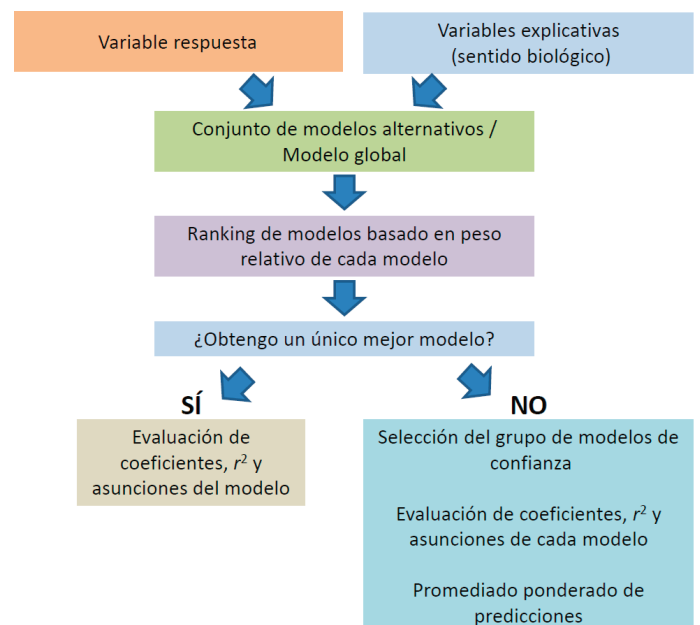 Variable respuesta
Variables explicativas
(sentido biológico)
Conjunto de modelos alternativos /
Modelo global
Ranking de modelos basado en peso
relativo de cada modelo
¿Obtengo un único mejor modelo?
SÍ
NO
Evaluación de
coeficientes, r² y
asunciones del modelo
Selección del grupo de modelos de
confianza
Evaluación de coeficientes, r² y
asunciones de cada modelo
Promediado ponderado de
predicciones